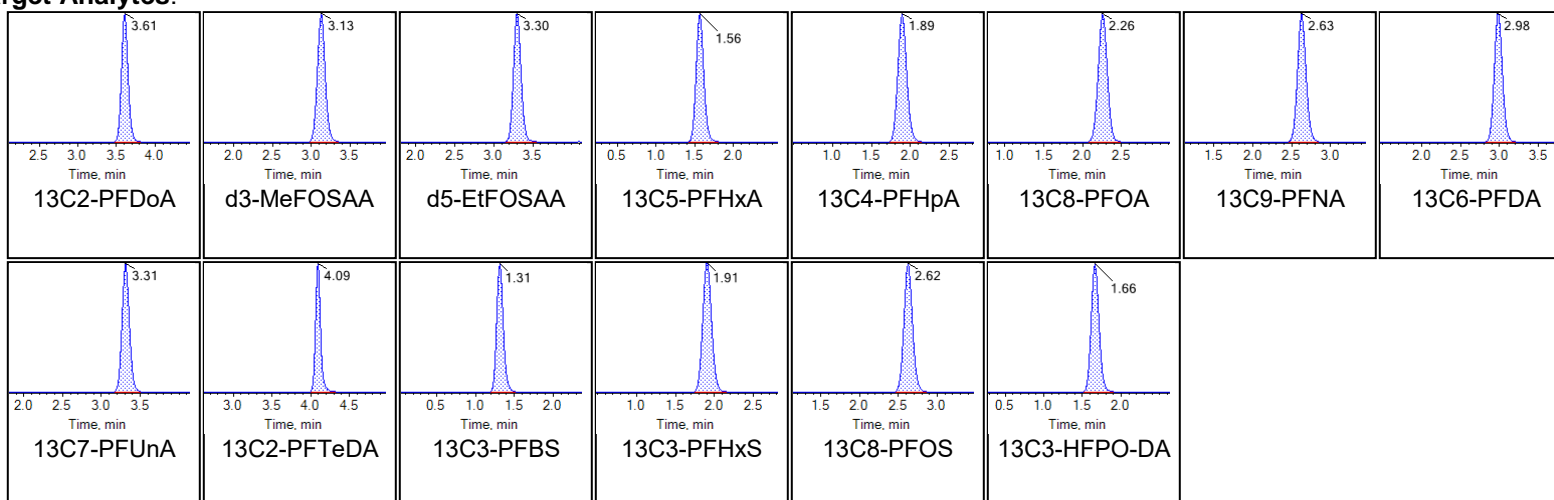 Target Analytes:
3.61
2.5 3.0 3.5 4.0
Time, min
13C2-PFDoA
3.13
2.0 2.5 3.0 3.5
Time, min
d3-MeFOSAA
3.30
2.0 2.5 3.0 3.5
Time, min
d5-EtFOSAA
1.56
0.5 1.0 1.5 2.0
Time, min
13C5-PFHxA
1.89
1.0 1.5 2.0 2.5
Time, min
13C4-PFHpA
2.26
1.0 1.5 2.0 2.5
Time, min
13C8-PFOA
2.63
1.5 2.0 2.5 3.0
Time, min
13C9-PFNA
2.98
2.0 2.5 3.0 3.5
Time, min
13C6-PFDA
3.31
2.0 2.5 3.0 3.5
Time, min
13C7-PFUnA
4.09
3.0 3.5 4.0 4.5
Time, min
13C2-PFTeDA
1.31
0.5 1.0 1.5 2.0
Time, min
13C3-PFBS
1.91
1.0 1.5 2.0 2.5
Time, min
13C3-PFHxS
2.62
1.5 2.0 2.5 3.0
Time, min
13C8-PFOS
1.66
0.5 1.0 1.5 2.0
Time, min
13C3-HFPO-DA